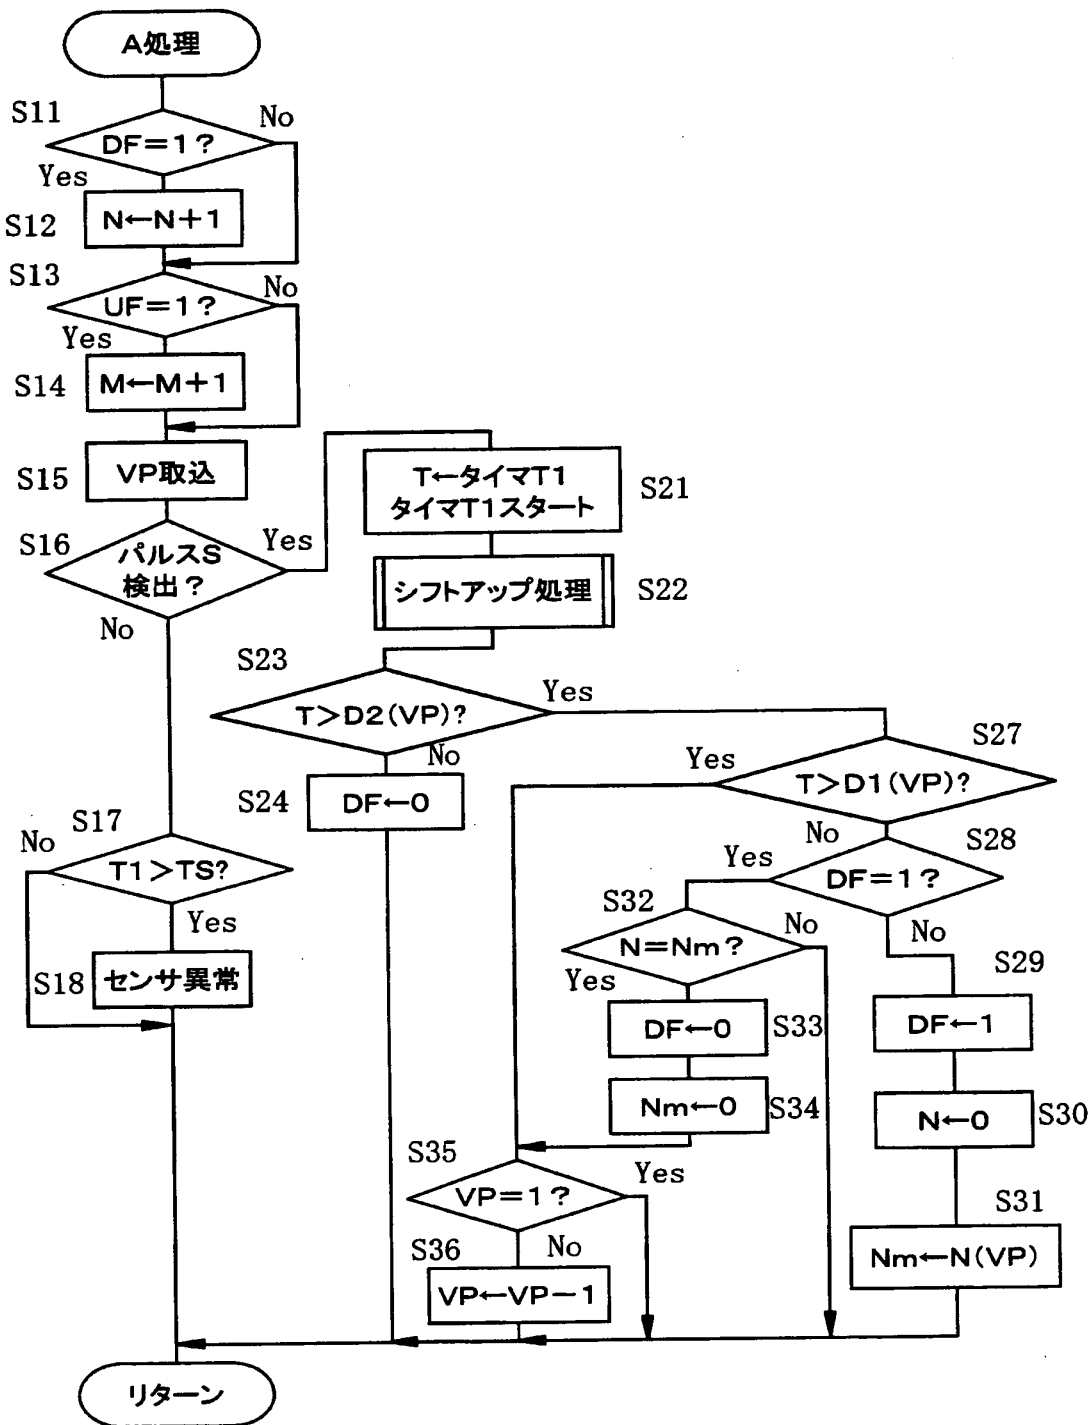 A処理
S11
DF=1?
No
Yes
S12
N←N+1
S13
UF=1?
No
Yes
S14
M←M+1
S15
VP取込
S16
パルスS
検出?
Yes
No
S17
T1>TS?
No
Yes
S18
センサ異常
T←タイマT1
タイマT1スタート
S21
シフトアップ処理
S22
S23
T>D2(VP)?
Yes
No
S24
DF←0
S27
T>D1(VP)?
Yes
No
S28
DF=1?
Yes
No
S32
N=Nm?
No
Yes
DF←0
S33
Nm←0
S34
S29
DF←1
N←0
S30
S31
Nm←N(VP)
S35
VP=1?
Yes
No
S36
VP←VP-1
リターン